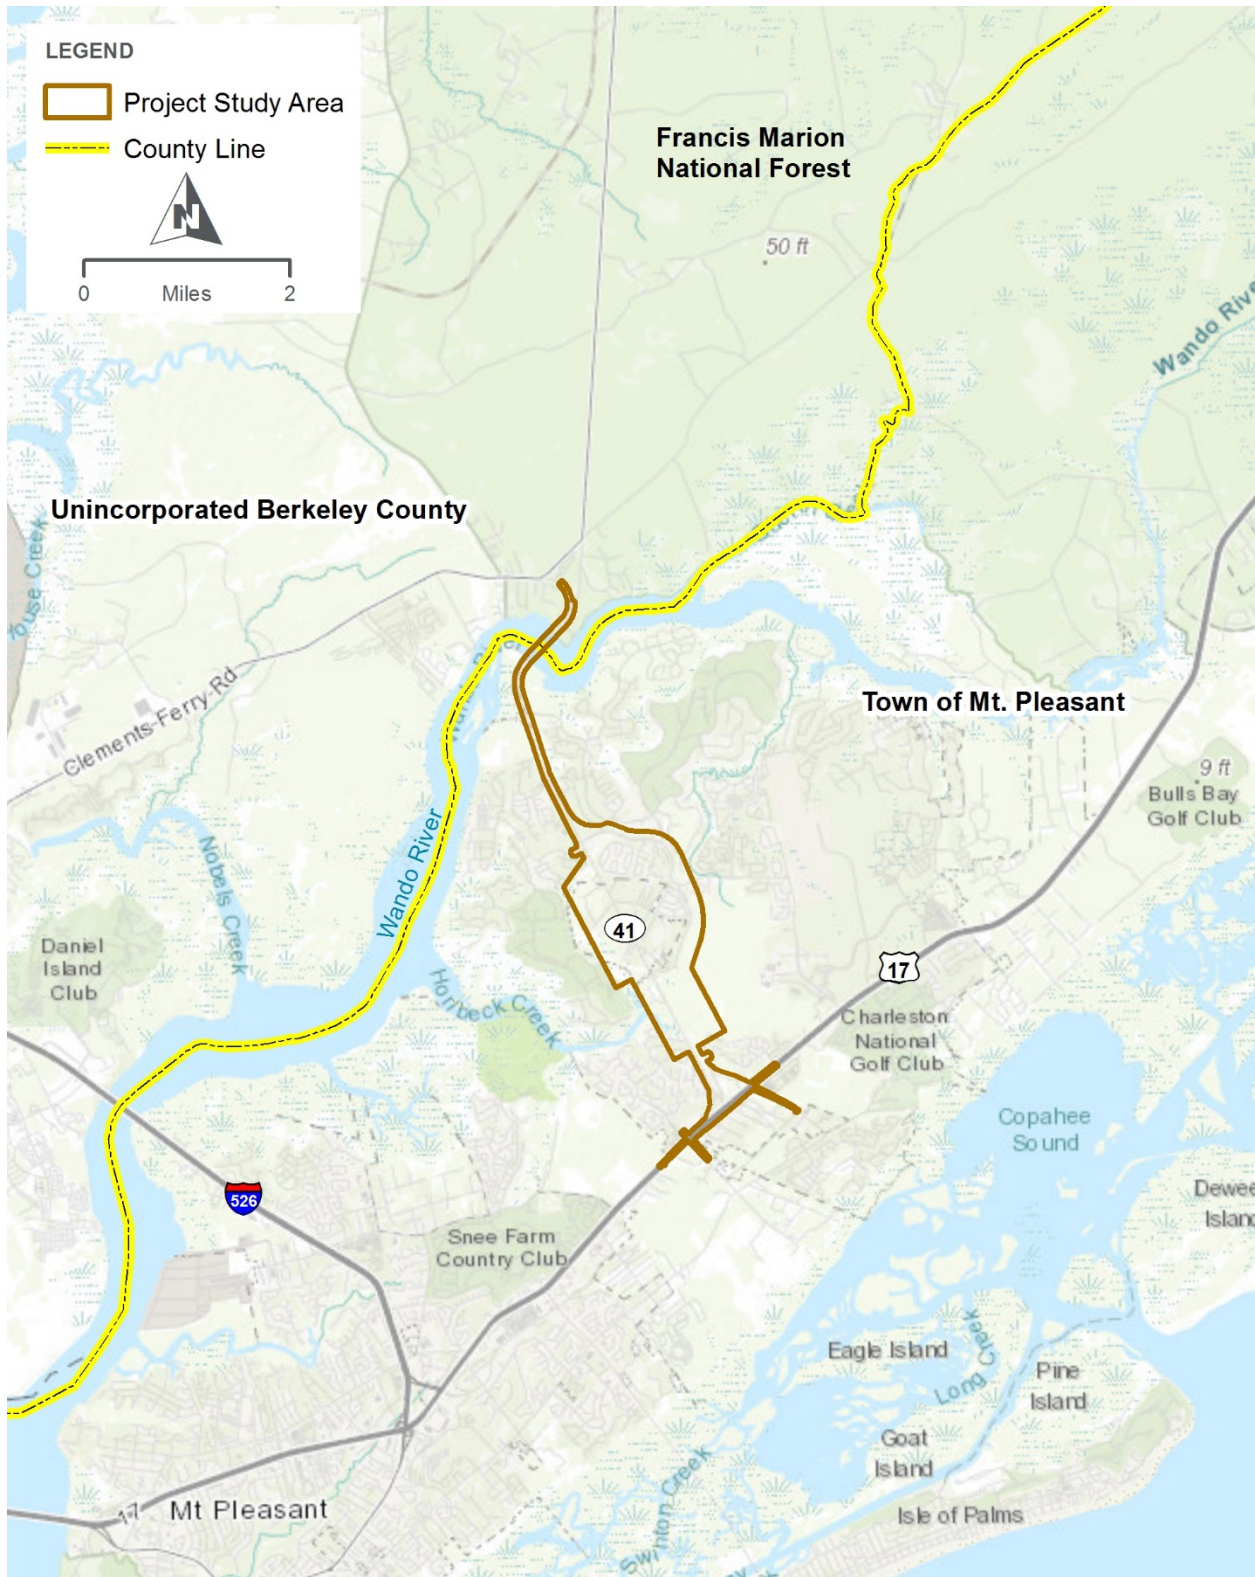 LEGEND
Project Study Area
County Line
N
0 Miles 2
Francis Marion
National Forest
50 ft
Wando River
Unincorporated Berkeley County
Clements-Ferry-Rd
Town of Mt. Pleasant
9 ft
Bulls Bay
Golf Club
Nobels Creek
Wando River
41
17
Daniel
Island
Club
Horlbeck Creek
Charleston
National
Golf Club
Copahee
Sound
526
Snee Farm
Country Club
Eagle Island
Long Creek
Pine
Island
Goat
Island
Isle of Palms
17
Mt Pleasant
Swinton Creek